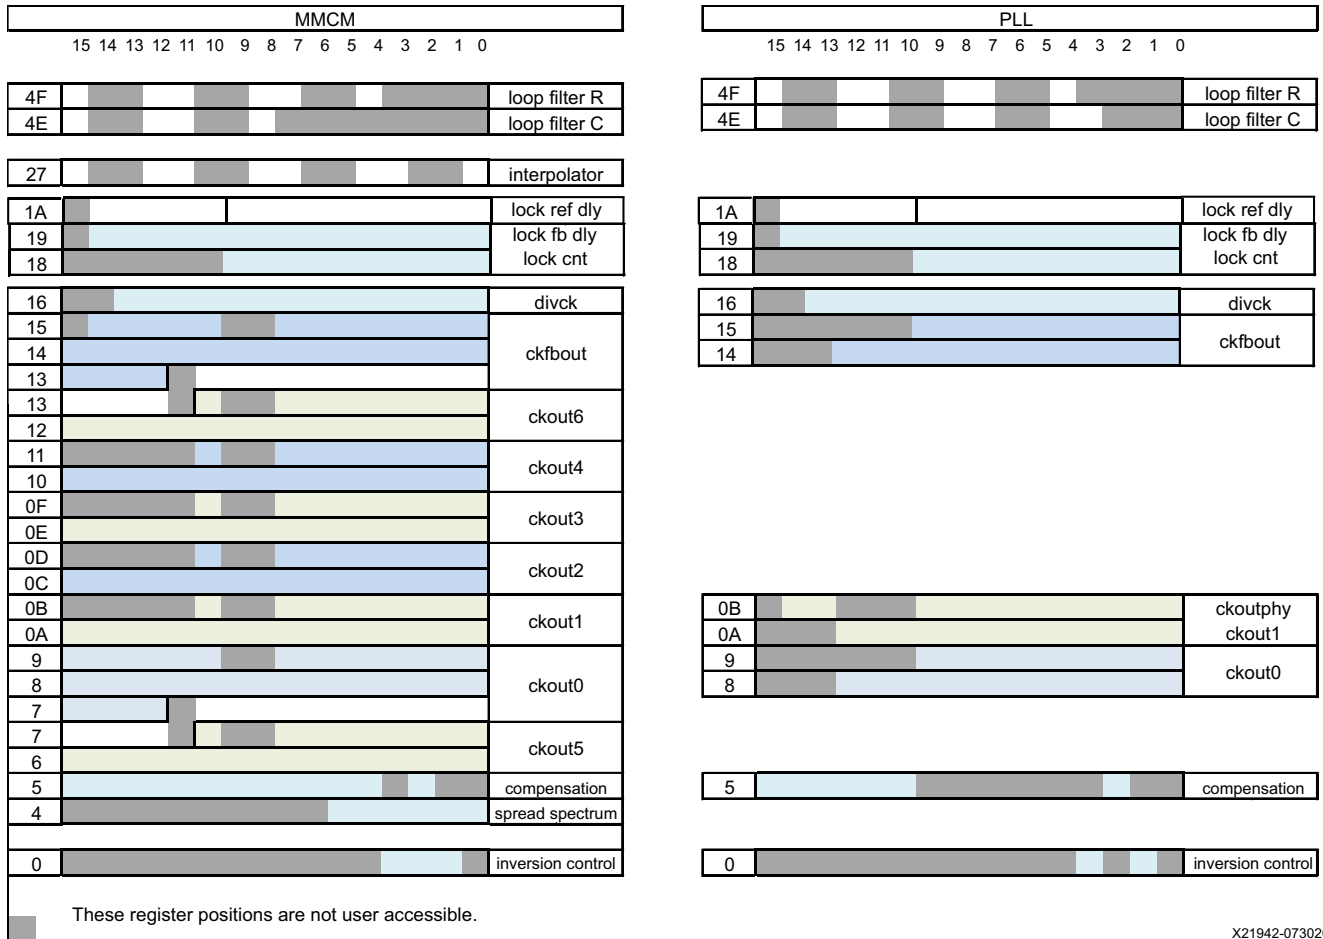 MMCM PLL
15 14 13 12 11 10 9 8 7 6 5 4 3 2 1 0 15 14 13 12 11 10 9 8 7 6 5 4 3 2 1 0
4F loop filter R 4F loop filter R
4E loop filter C 4E loop filter C
27 interpolator
1A lock ref dly 1A lock ref dly
19 lock fb dly 19 lock fb dly
18 lock cnt 18 lock cnt
16 divck 16 divck
15 15
14 ckfbout 14 ckfbout
13
13
12 ckout6
11
10 ckout4
0F
0E ckout3
0D
0C ckout2
0B 0B ckoutphy
0A ckout1 0A ckout1
9 9
8 ckout0 8 ckout0
7
7
6 ckout5
5 compensation 5 compensation
4 spread spectrum
0 inversion control 0 inversion control
These register positions are not user accessible.
X21942-07302